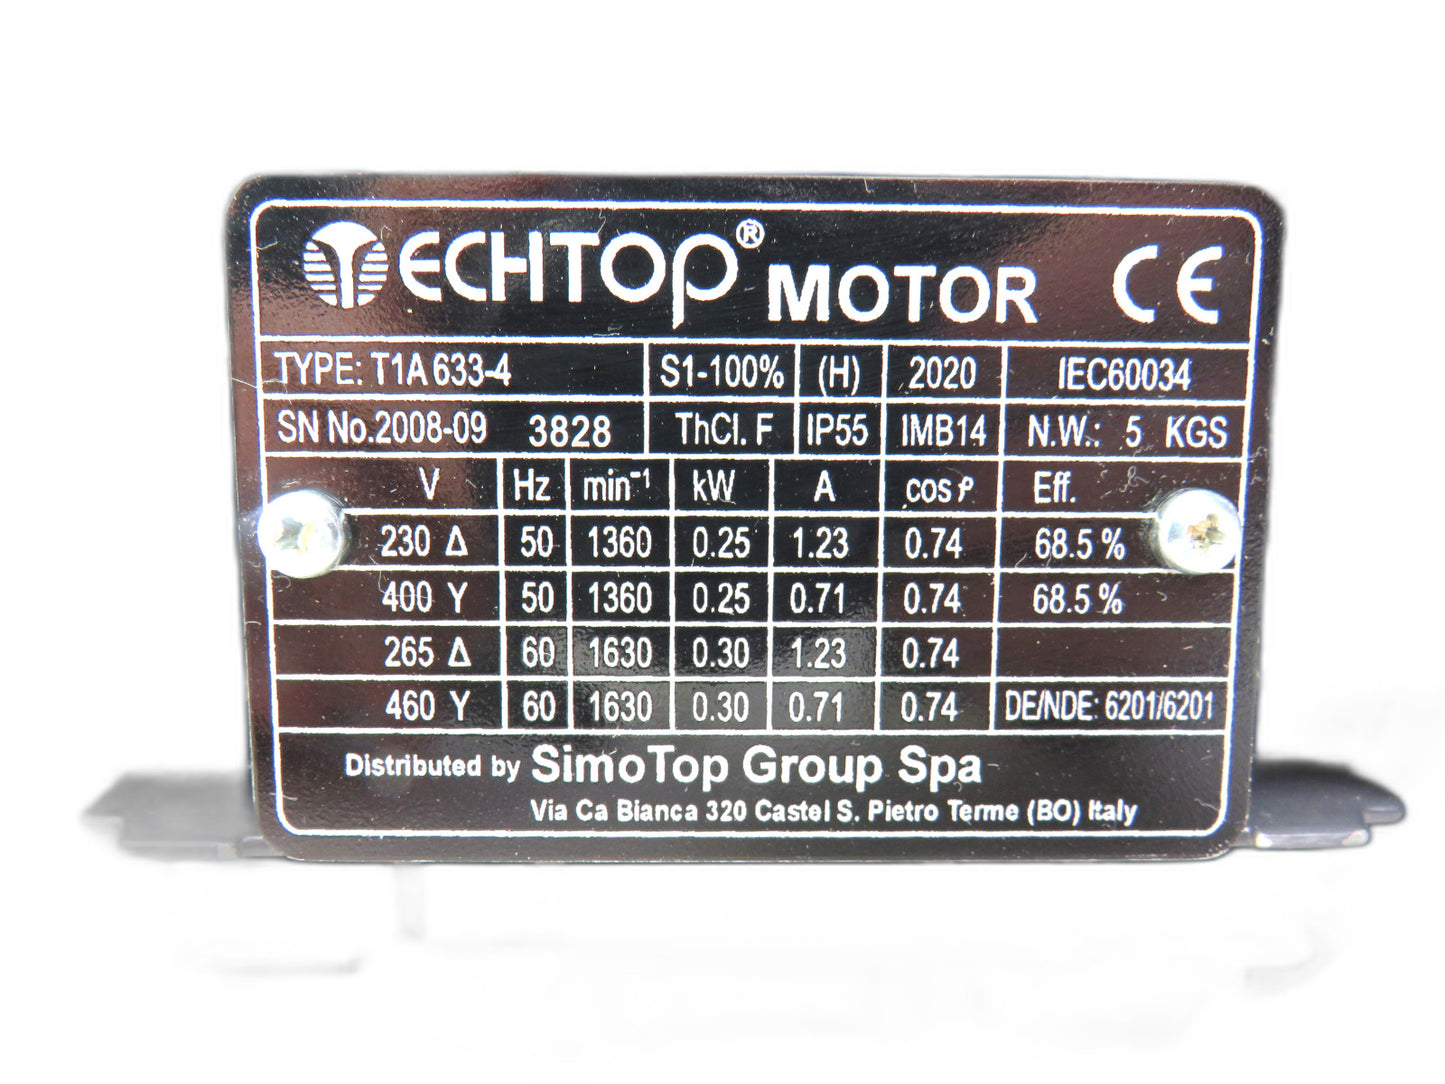 TECHTOP® MOTOR CE
TYPE: T1A 633-4 S1-100% (H) 2020 IEC60034
SN No.2008-09 3828 ThCl. F IP55 IMB14 N.W.: 5 KGS
V Hz min⁻¹ kW A cos φ Eff.
230 Δ 50 1360 0.25 1.23 0.74 68.5 %
400 Y 50 1360 0.25 0.71 0.74 68.5 %
265 Δ 60 1630 0.30 1.23 0.74
460 Y 60 1630 0.30 0.71 0.74 DE/NDE: 6201/6201
Distributed by SimoTop Group Spa
Via Ca Bianca 320 Castel S. Pietro Terme (BO) Italy